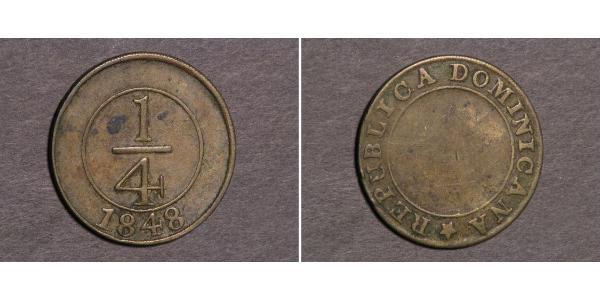 1/4
1848
REPUBLICA DOMINICANA ★